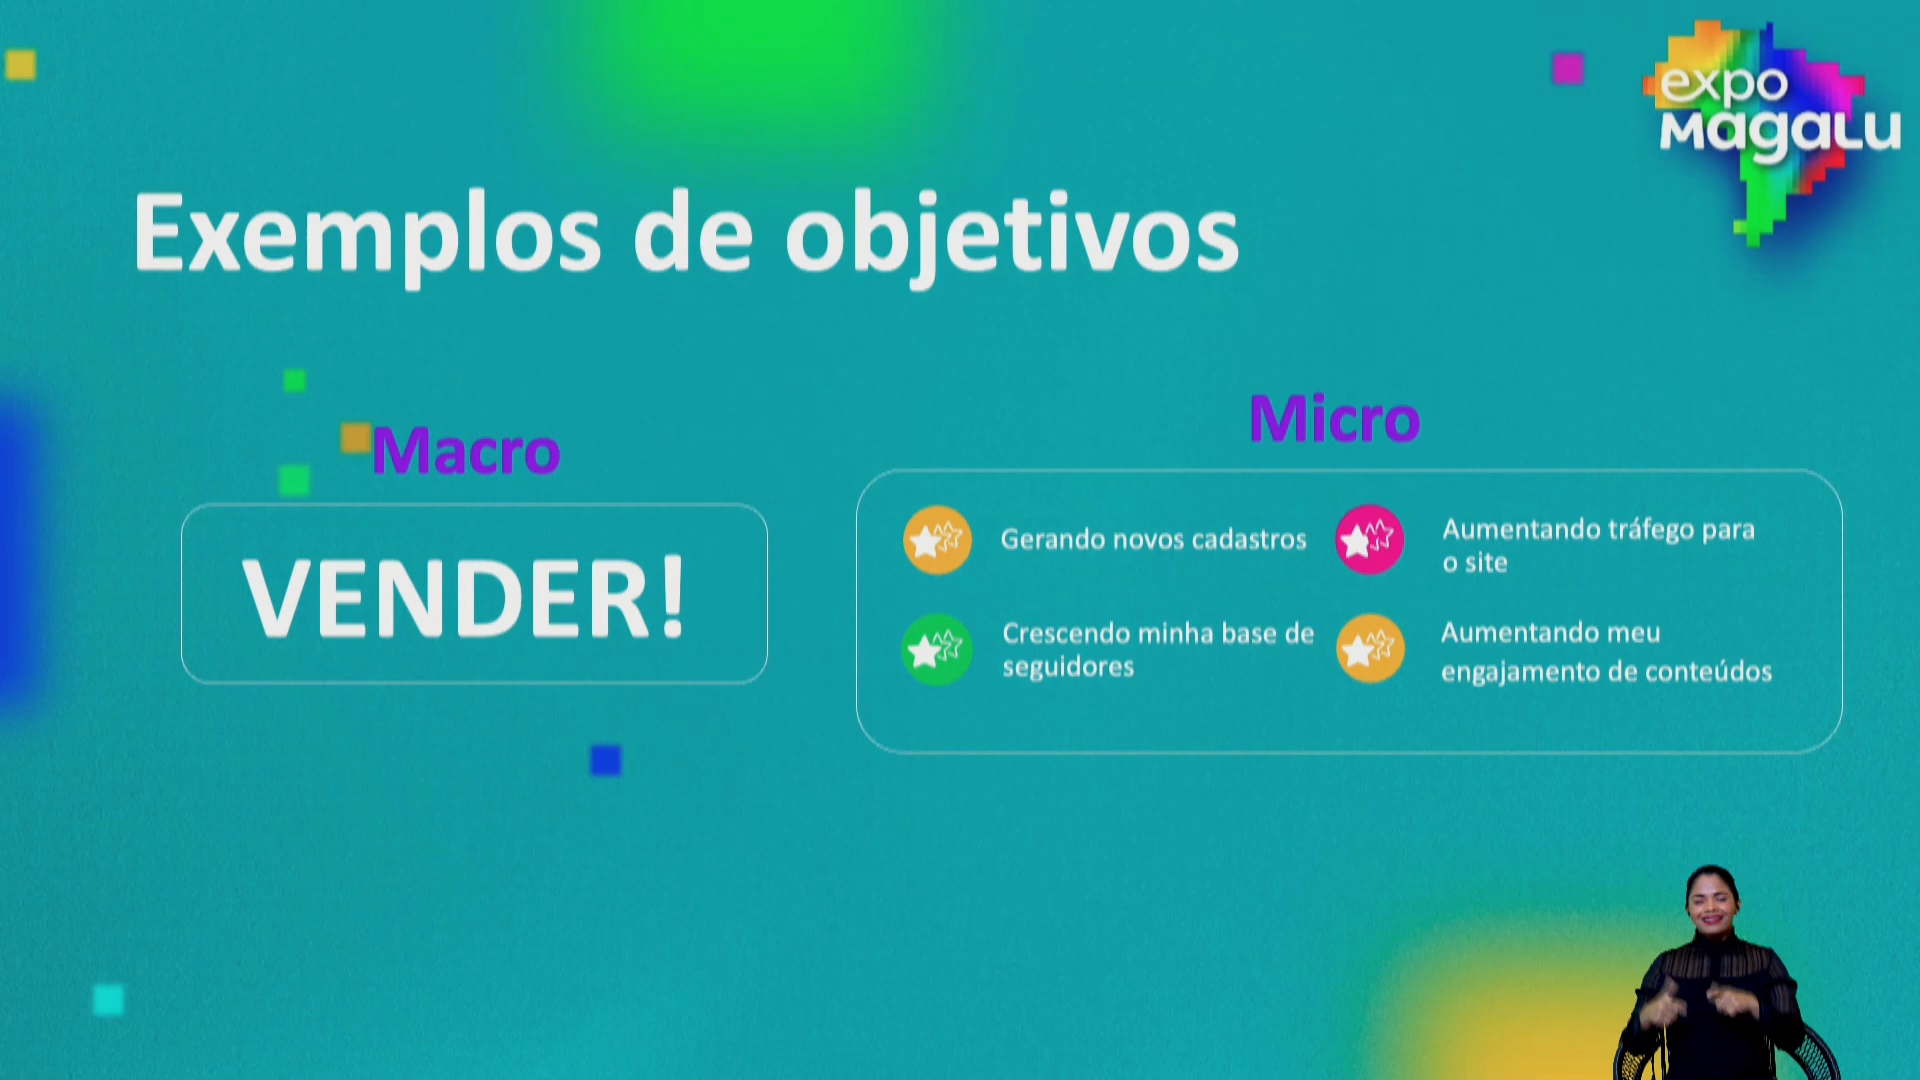 expo
Magalu
Exemplos de objetivos
Macro
VENDER!
Micro
Gerando novos cadastros
Aumentando tráfego para
o site
Crescendo minha base de
seguidores
Aumentando meu
engajamento de conteúdos